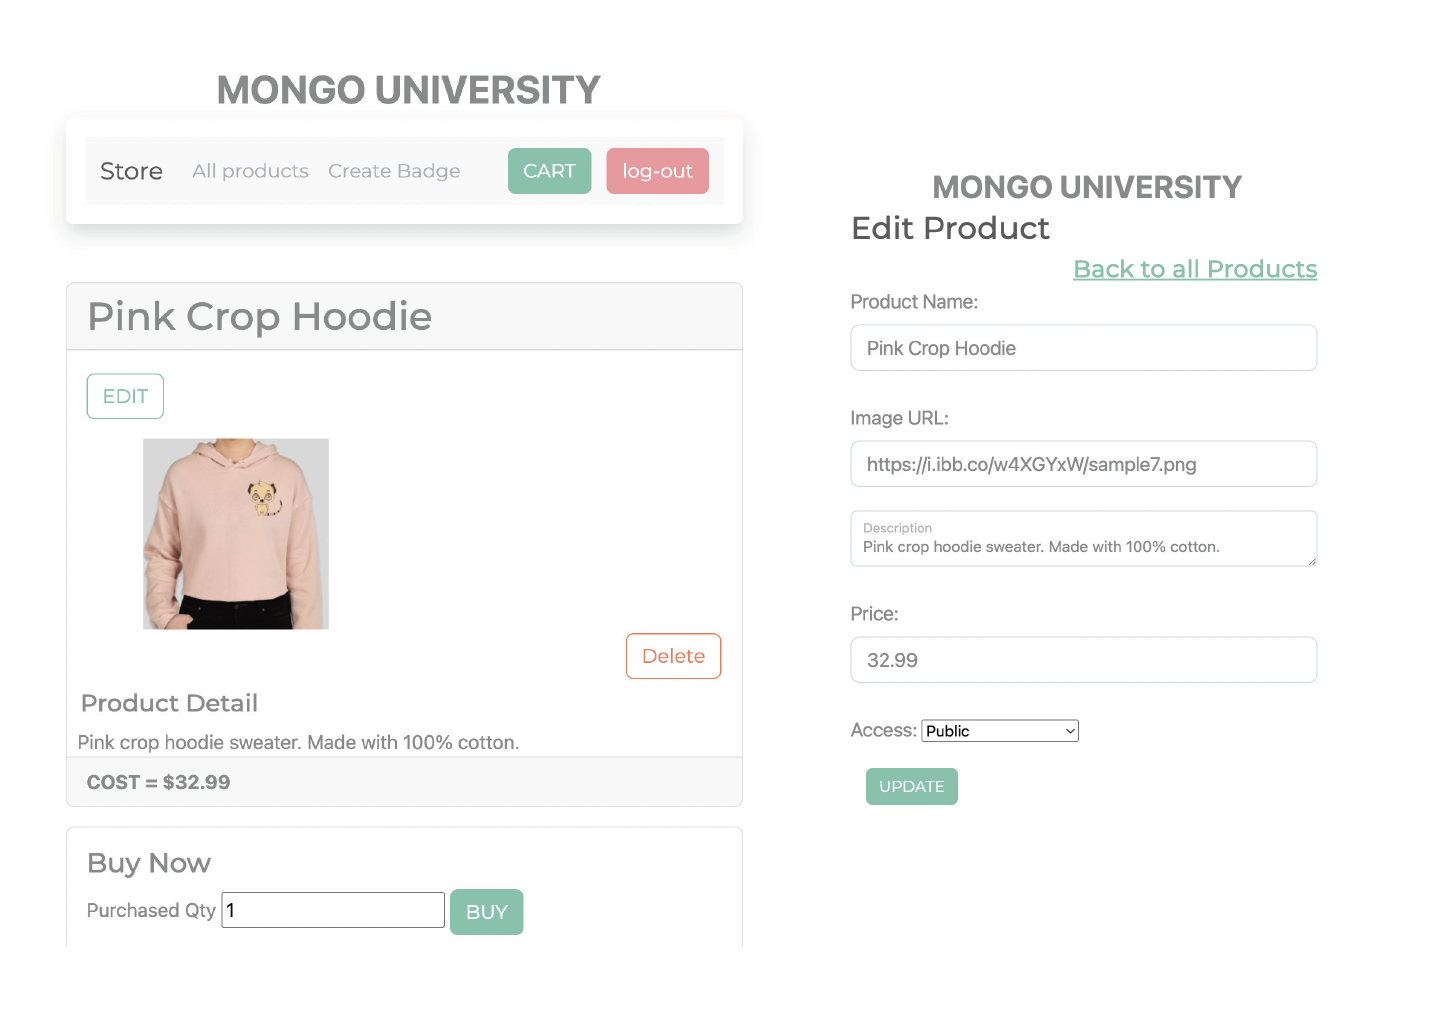 MONGO UNIVERSITY
Store All products Create Badge CART log-out
Pink Crop Hoodie
EDIT
Delete
Product Detail
Pink crop hoodie sweater. Made with 100% cotton.
COST = $32.99
Buy Now
Purchased Qty 1 BUY
MONGO UNIVERSITY
Edit Product
Back to all Products
Product Name:
Pink Crop Hoodie
Image URL:
https://i.ibb.co/w4XGYxW/sample7.png
Description
Pink crop hoodie sweater. Made with 100% cotton.
Price:
32.99
Access: Public
UPDATE